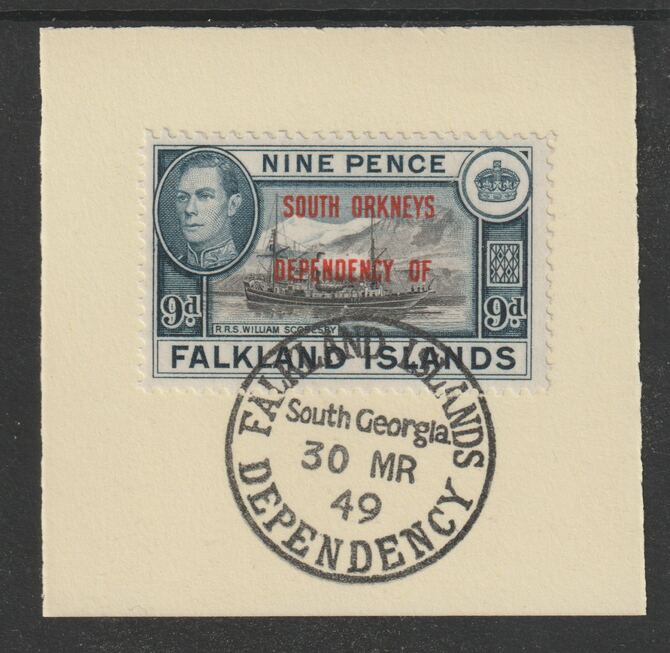 NINE PENCE
SOUTH ORKNEYS
DEPENDENCY OF
9d 9d
R.R.S. WILLIAM SCORESBY
FALKLAND ISLANDS
FALKLAND ISLANDS
South Georgia
30 MR
49
DEPENDENCY